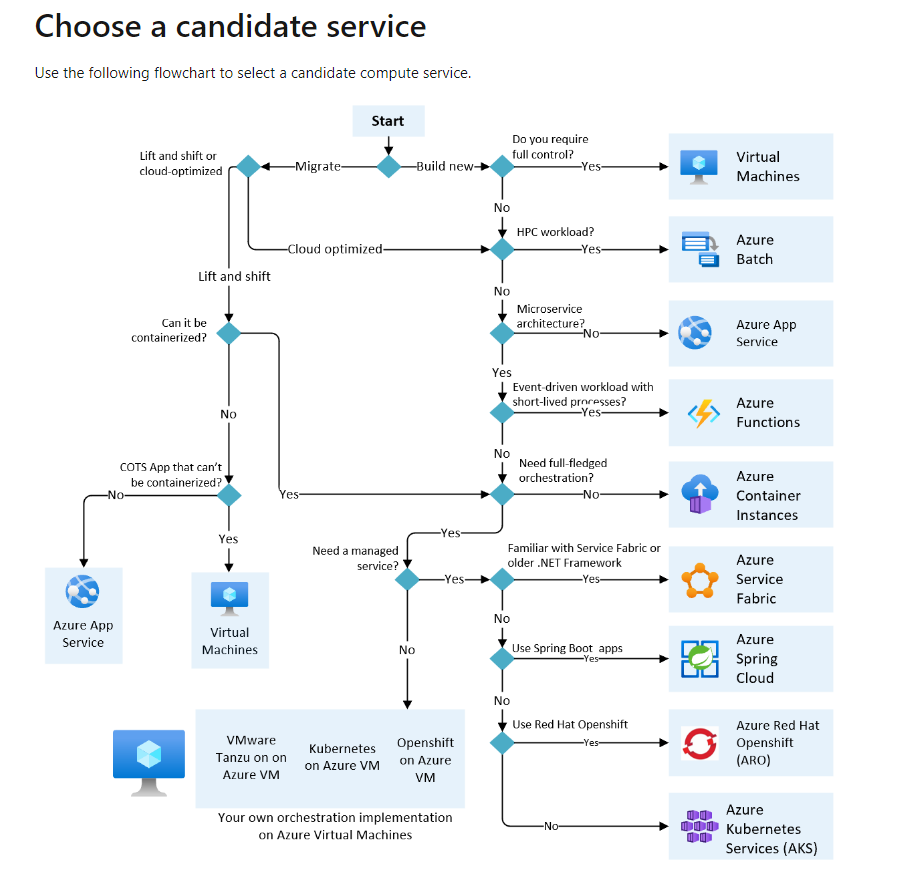 Choose a candidate service
Use the following flowchart to select a candidate compute service.
Start
Lift and shift or
cloud-optimized
Migrate
Build new
Do you require
full control?
Yes
Virtual
Machines
No
HPC workload?
Cloud optimized
Yes
Azure
Batch
Lift and shift
No
Microservice
architecture?
No
Azure App
Service
Can it be
containerized?
Yes
Event-driven workload with
short-lived processes?
Yes
Azure
Functions
No
No
Need full-fledged
orchestration?
COTS App that can't
be containerized?
No
Yes
No
Azure
Container
Instances
Yes
Yes
Need a managed
service?
Yes
Familiar with Service Fabric or
older .NET Framework
Yes
Azure
Service
Fabric
Azure App
Service
Virtual
Machines
No
No
Use Spring Boot apps
Yes
Azure
Spring
Cloud
No
Use Red Hat Openshift
Yes
Azure Red Hat
Openshift
(ARO)
VMware
Tanzu on on
Azure VM
Kubernetes
on Azure VM
Openshift
on Azure
VM
Your own orchestration implementation
on Azure Virtual Machines
No
Azure
Kubernetes
Services (AKS)